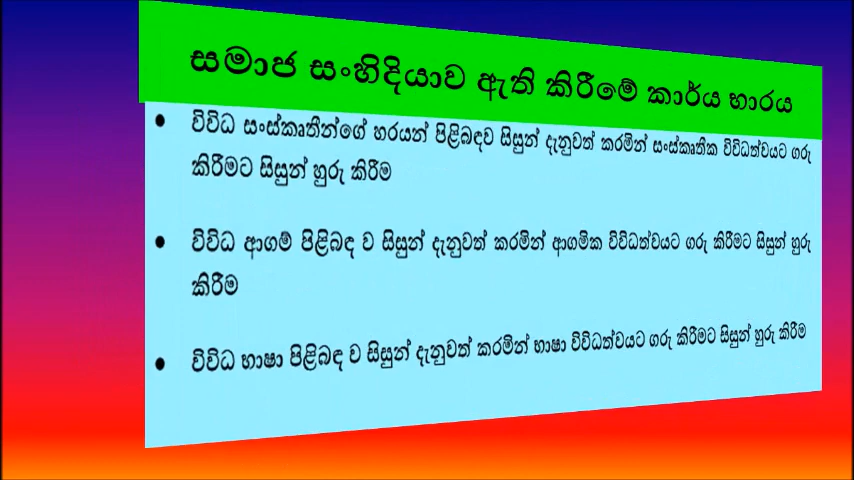 සමාජ සංහිදියාව ඇති කිරීමේ කාර්ය භාරය
● විවිධ සංස්කෘතීන්ගේ හරයන් පිළිබඳව සිසුන් දැනුවත් කරමින් සංස්කෘතික විවිධත්වයට ගරු
කිරීමට සිසුන් හුරු කිරීම
● විවිධ ආගම් පිළිබඳ ව සිසුන් දැනුවත් කරමින් ආගමික විවිධත්වයට ගරු කිරීමට සිසුන් හුරු
කිරීම
● විවිධ භාෂා පිළිබඳ ව සිසුන් දැනුවත් කරමින් භාෂා විවිධත්වයට ගරු කිරීමට සිසුන් හුරු කිරීම